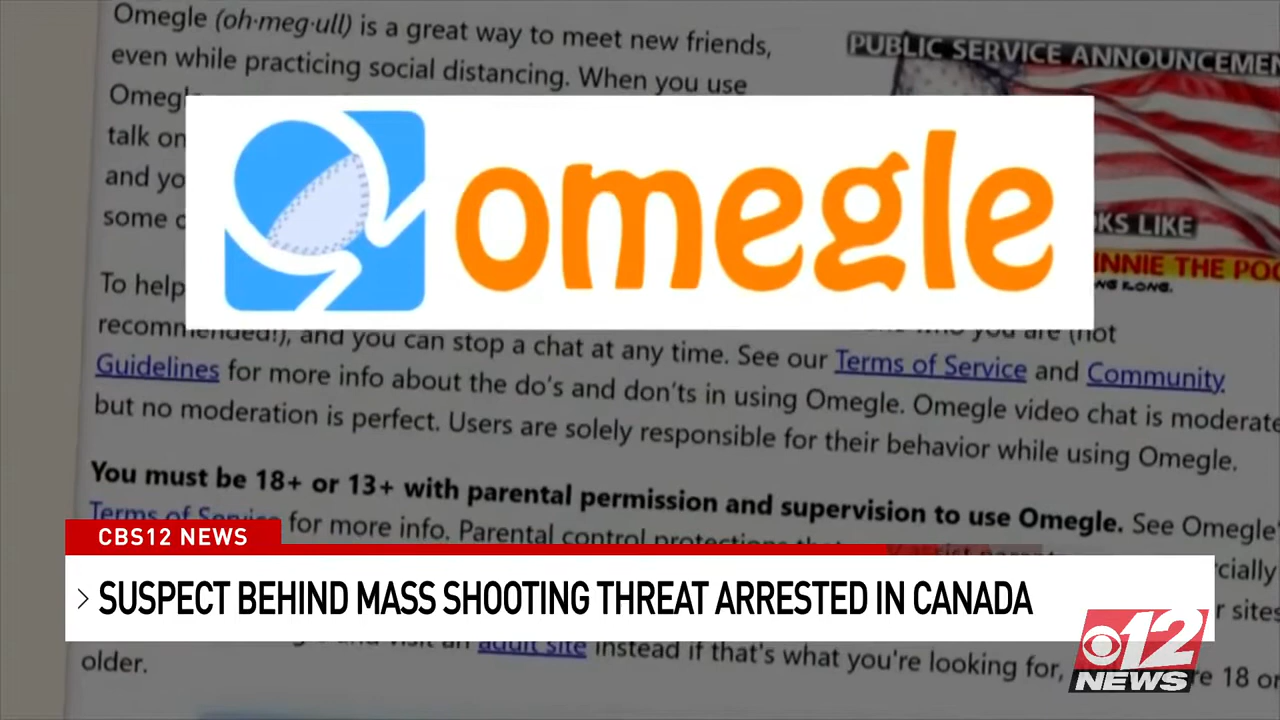 Omegle (oh·meg·ull) is a great way to meet new friends,
even while practicing social distancing. When you use
Omegle
talk on
and yo
some
To help
PUBLIC SERVICE ANNOUNCEMEN
KS LIKE
INNIE THE POO
omegle
who you are (not
recommended!), and you can stop a chat at any time. See our Terms of Service and Community
Guidelines for more info about the do's and don'ts in using Omegle. Omegle video chat is moderate
but no moderation is perfect. Users are solely responsible for their behavior while using Omegle.
You must be 18+ or 13+ with parental permission and supervision to use Omegle. See Omegle'
Terms of Service for more info. Parental control protections
cially
r sites
CBS12 NEWS
SUSPECT BEHIND MASS SHOOTING THREAT ARRESTED IN CANADA
adult site instead if that's what you're looking for,
re 18 or
older.
12
NEWS